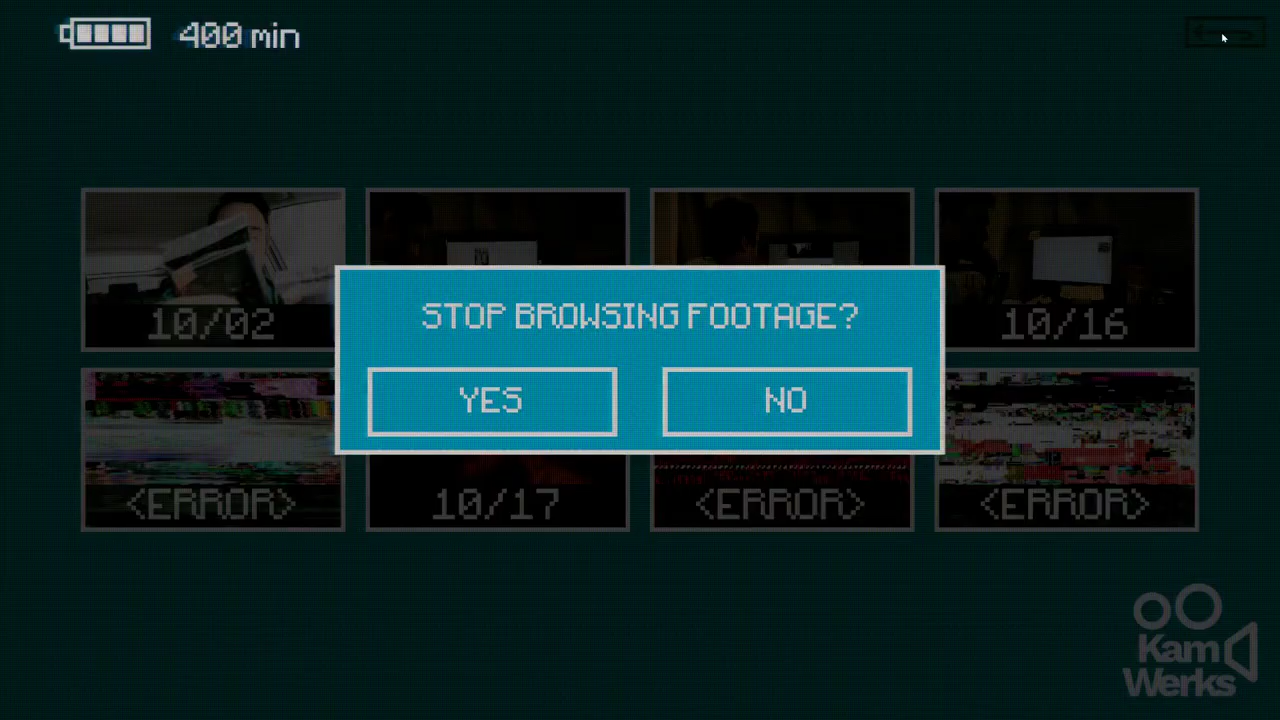 400 min
STOP BROWSING FOOTAGE?
YES
NO
10/02
10/16
<ERROR>
10/17
<ERROR>
<ERROR>
Kam
Werks